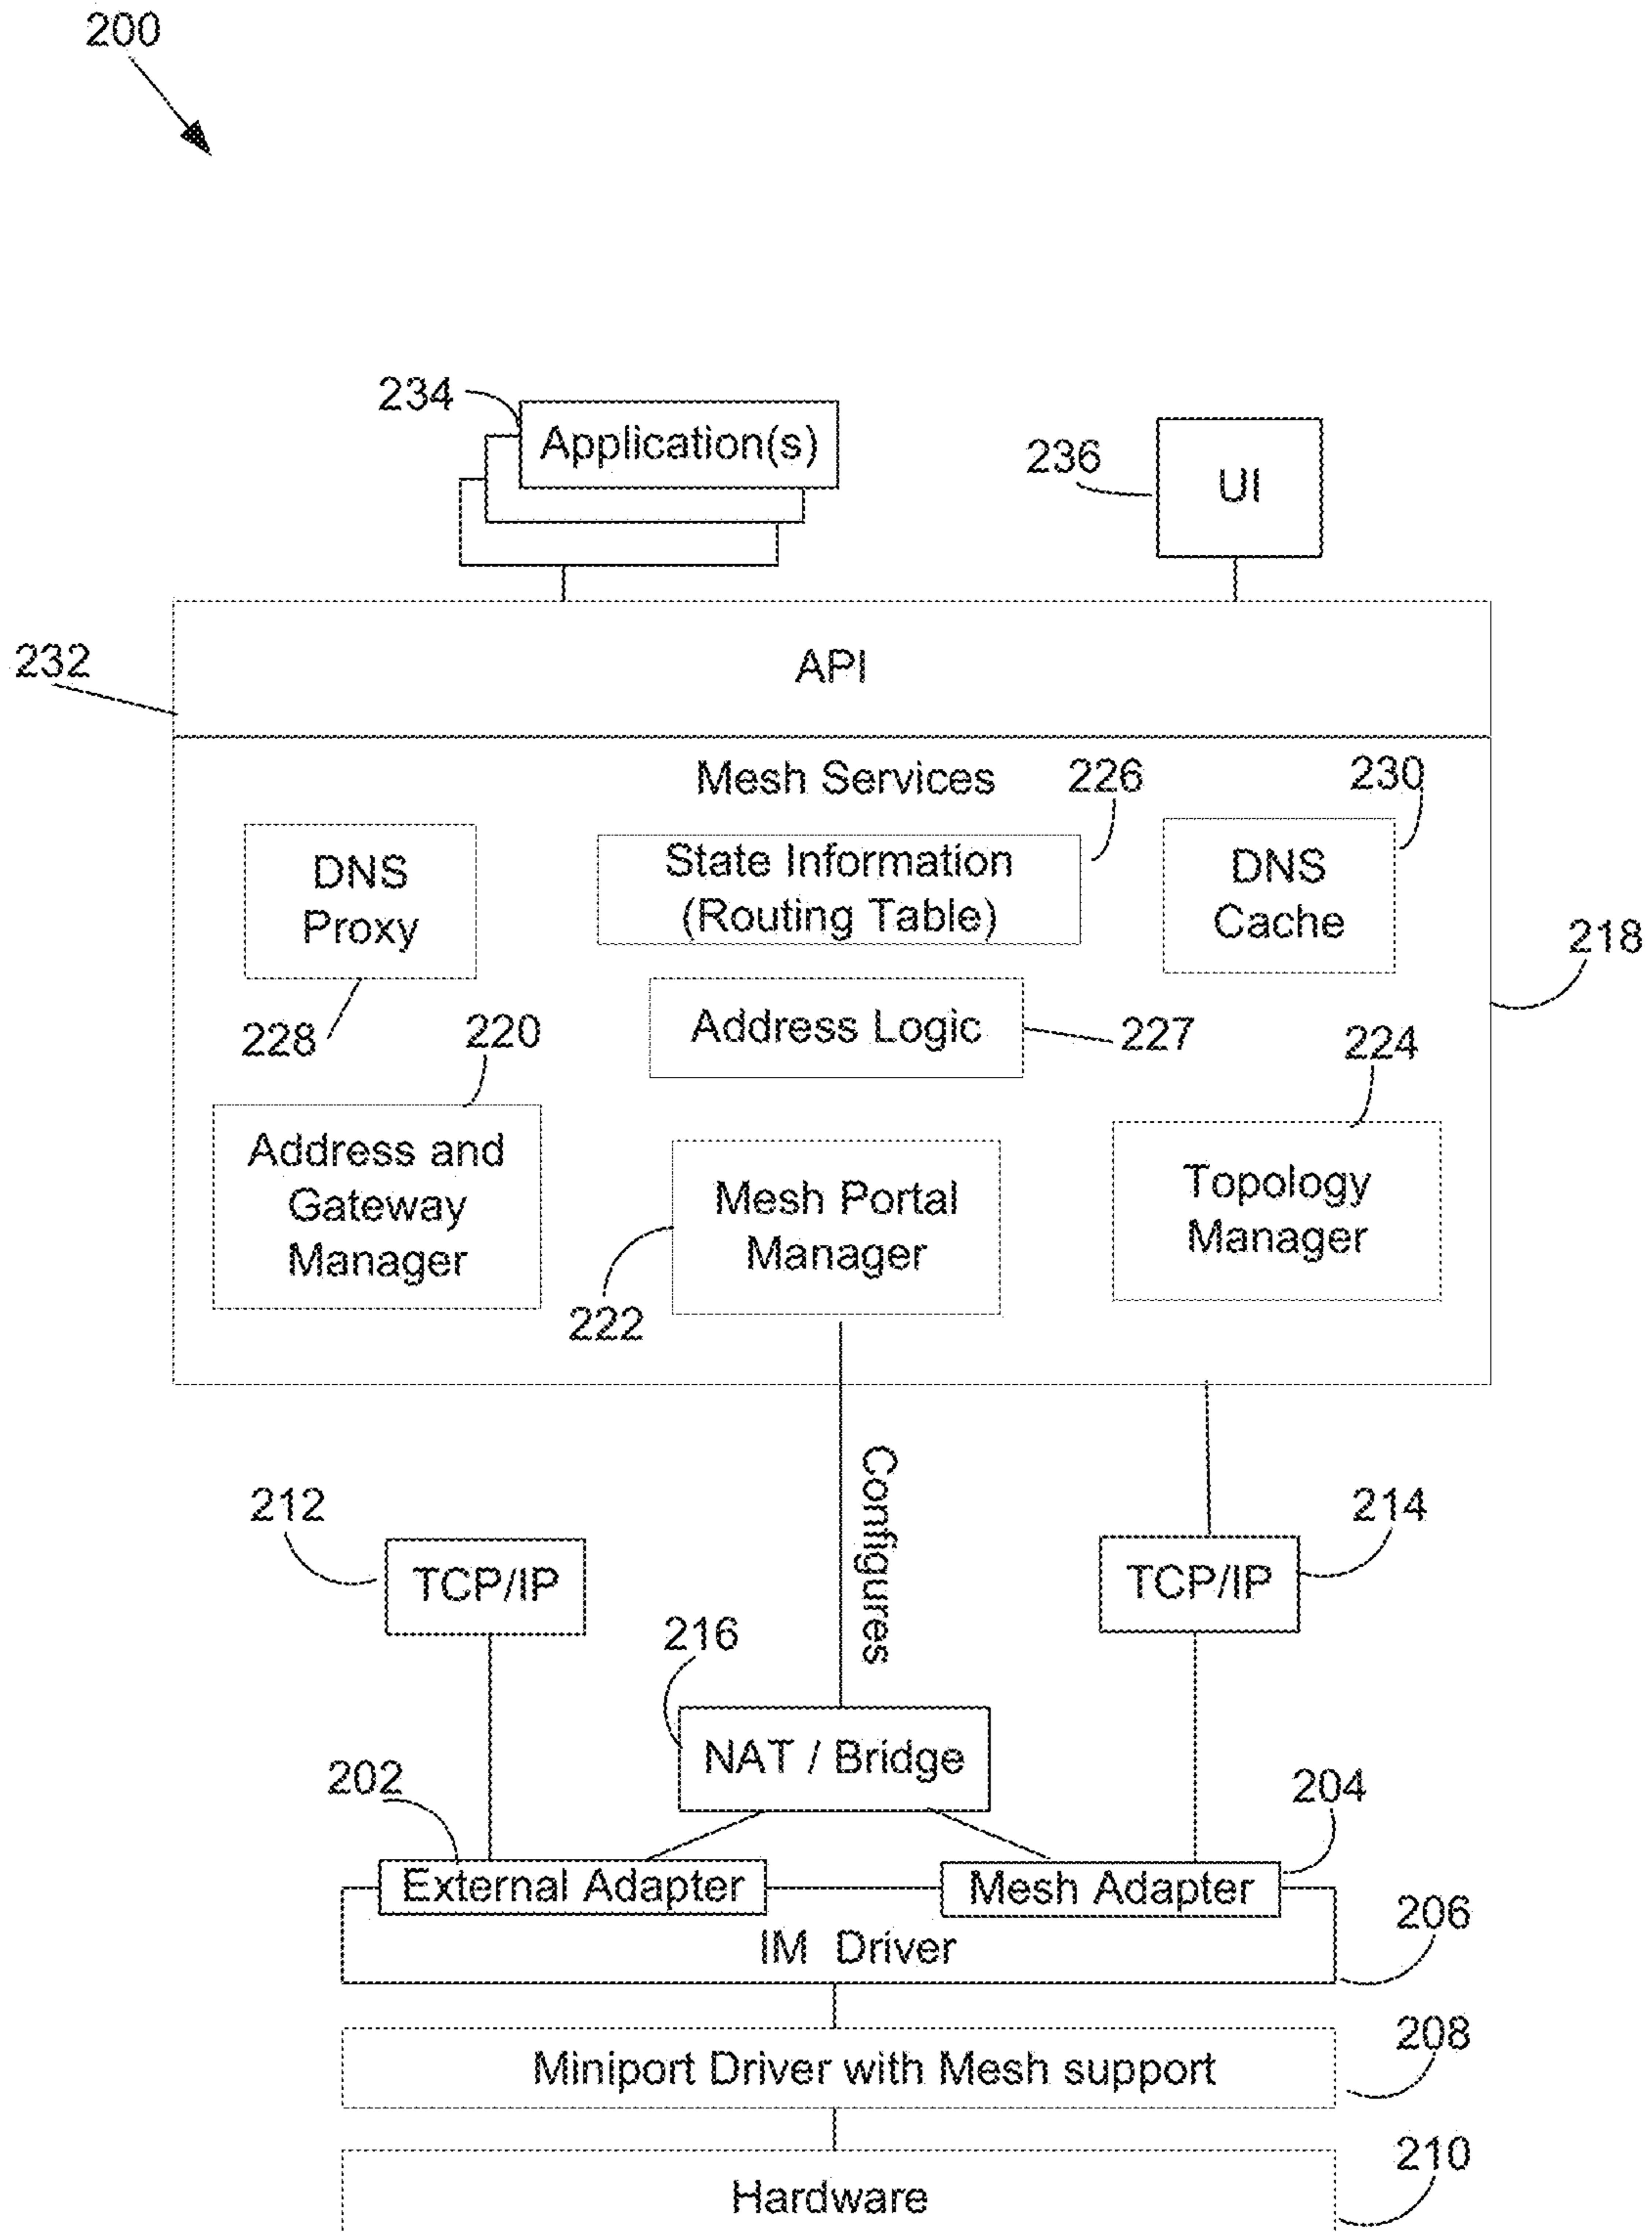 200
234
Application(s)
236
UI
232
API
Mesh Services
226
230
DNS
Proxy
State Information
(Routing Table)
DNS
Cache
218
228
220
Address Logic
227
224
Address and
Gateway
Manager
Mesh Portal
Manager
Topology
Manager
222
Configures
212
TCP/IP
214
TCP/IP
216
NAT / Bridge
202
204
External Adapter
Mesh Adapter
206
IM Driver
208
Miniport Driver with Mesh support
210
Hardware